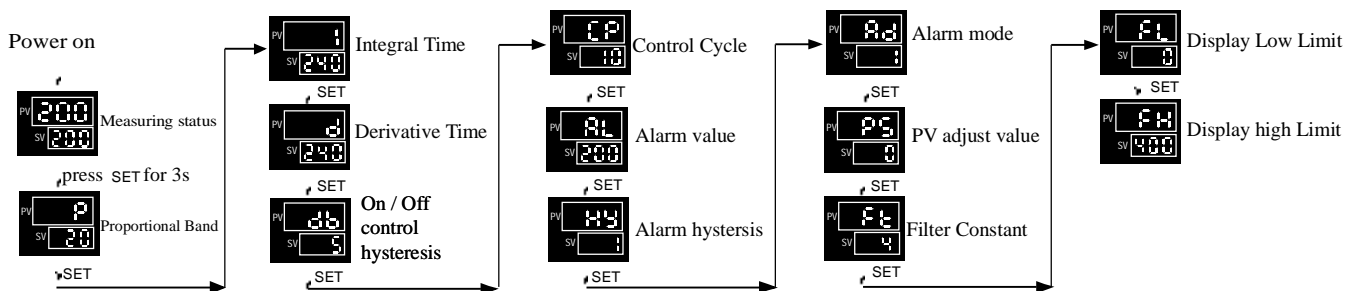 Power on
PV 200
SV 200
Measuring status
press SET for 3s
PV P
SV 20
Proportional Band
SET
PV I
SV 240
Integral Time
SET
PV d
SV 240
Derivative Time
SET
PV db
SV 5
On / Off
control
hysteresis
SET
PV CP
SV 10
Control Cycle
SET
PV AL
SV 200
Alarm value
SET
PV HY
SV 1
Alarm hystersis
SET
PV Ad
SV 1
Alarm mode
SET
PV PS
SV 0
PV adjust value
SET
PV Ft
SV 4
Filter Constant
SET
PV FL
SV 0
Display Low Limit
SET
PV FH
SV 400
Display high Limit